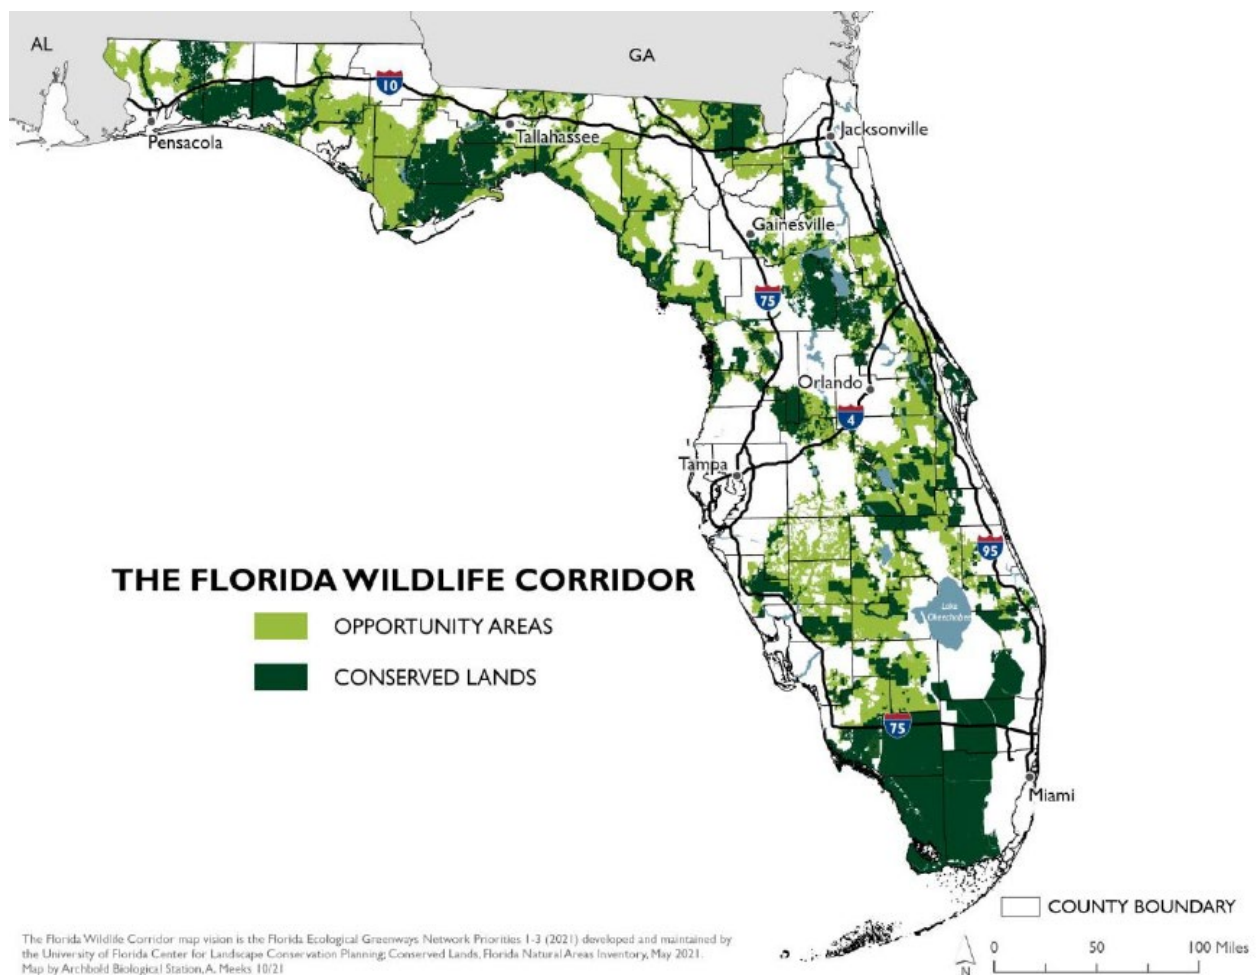 AL
GA
10
Pensacola
Tallahassee
Jacksonville
Gainesville
75
Orlando
4
Tampa
95
THE FLORIDA WILDLIFE CORRIDOR
OPPORTUNITY AREAS
CONSERVED LANDS
Lake
Okeechobee
75
Miami
COUNTY BOUNDARY
The Florida Wildlife Corridor map vision is the Florida Ecological Greenways Network Priorities 1-3 (2021) developed and maintained by
the University of Florida Center for Landscape Conservation Planning; Conserved Lands, Florida Natural Areas Inventory, May 2021.
Map by Archbold Biological Station, A. Meeks 10/21
N
0 50 100 Miles